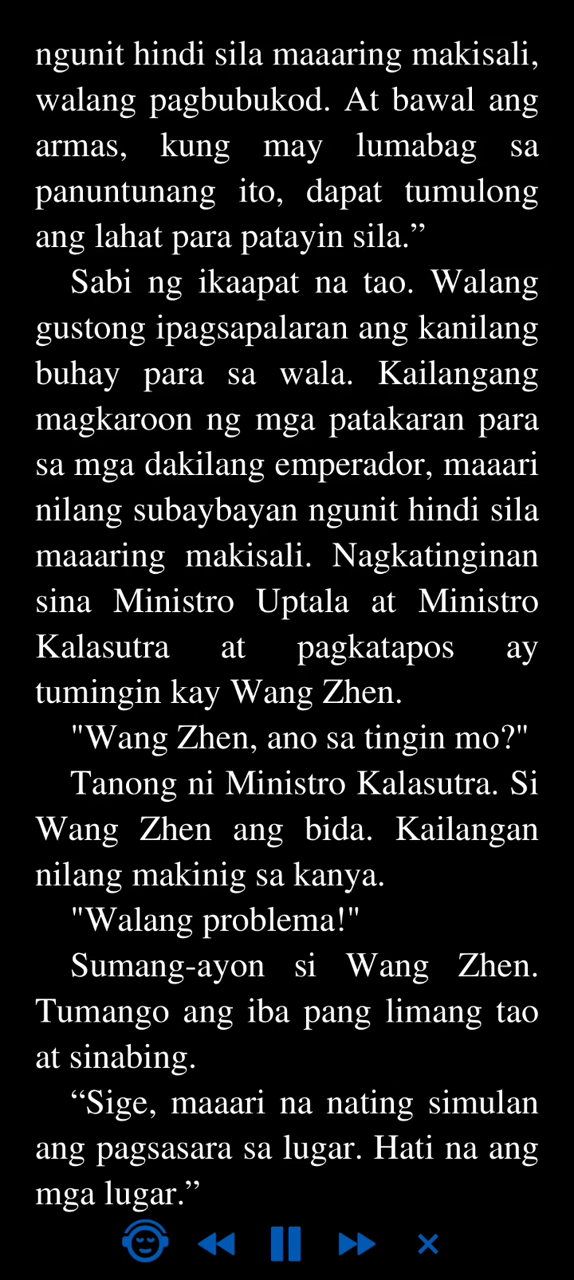 ngunit hindi sila maaaring makisali,
walang pagbubukod. At bawal ang
armas, kung may lumabag sa
panuntunang ito, dapat tumulong
ang lahat para patayin sila.”
Sabi ng ikaapat na tao. Walang
gustong ipagsapalaran ang kanilang
buhay para sa wala. Kailangang
magkaroon ng mga patakaran para
sa mga dakilang emperador, maaari
nilang subaybayan ngunit hindi sila
maaaring makisali. Nagkatinginan
sina Ministro Uptala at Ministro
Kalasutra at pagkatapos ay
tumingin kay Wang Zhen.
"Wang Zhen, ano sa tingin mo?"
Tanong ni Ministro Kalasutra. Si
Wang Zhen ang bida. Kailangan
nilang makinig sa kanya.
"Walang problema!"
Sumang-ayon si Wang Zhen.
Tumango ang iba pang limang tao
at sinabing.
“Sige, maaari na nating simulan
ang pagsasara sa lugar. Hati na ang
mga lugar.”